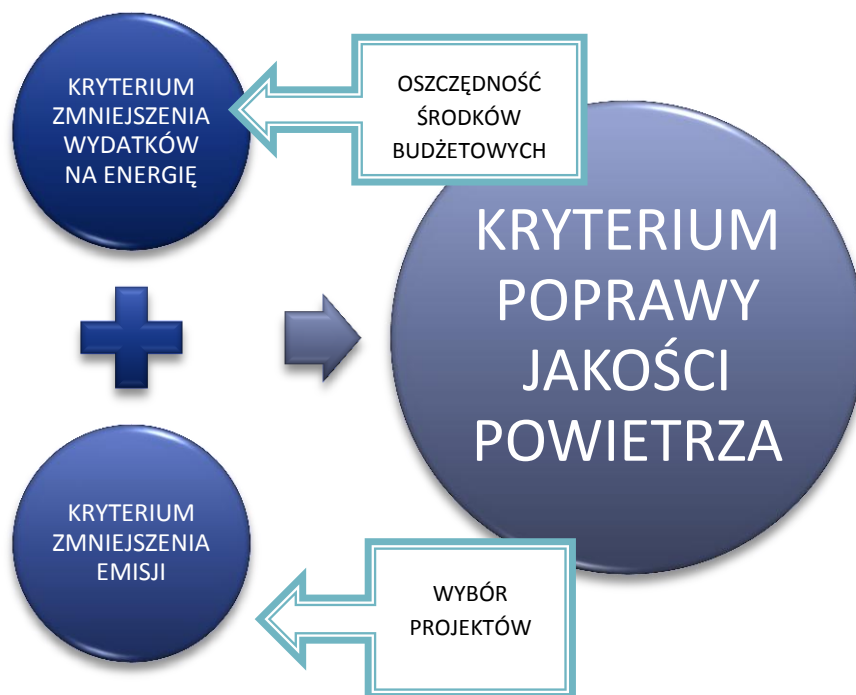 KRYTERIUM
ZMNIEJSZENIA
WYDATKÓW
NA ENERGIĘ
OSZCZĘDNOŚĆ
ŚRODKÓW
BUDŻETOWYCH
KRYTERIUM
POPRAWY
JAKOŚCI
POWIETRZA
KRYTERIUM
ZMNIEJSZENIA
EMISJI
WYBÓR
PROJEKTÓW